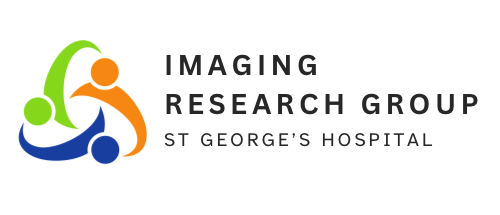 IMAGING
RESEARCH GROUP
ST GEORGE’S HOSPITAL